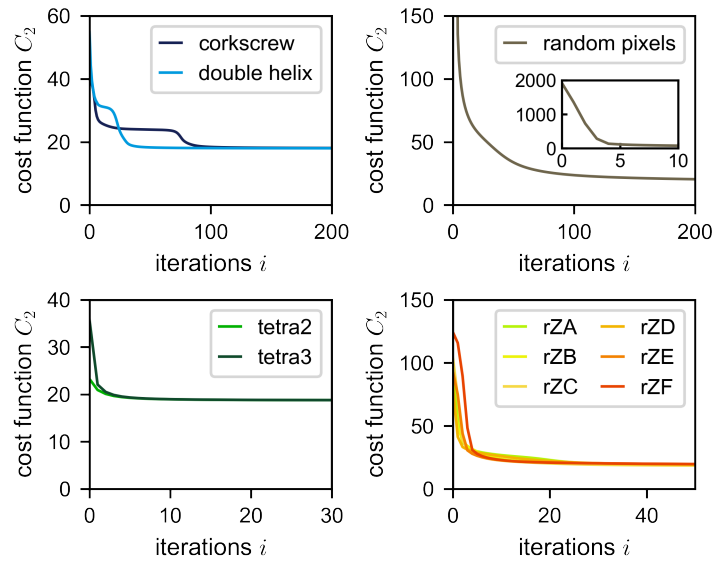 60
40
20
0
cost function C₂
corkscrew
double helix
0
100
200
iterations i
150
100
50
0
cost function C₂
random pixels
2000
1000
0
0
5
10
0
100
200
iterations i
40
30
20
10
0
cost function C₂
tetra2
tetra3
0
10
20
30
iterations i
150
100
50
0
cost function C₂
rZA
rZB
rZC
rZD
rZE
rZF
0
20
40
iterations i